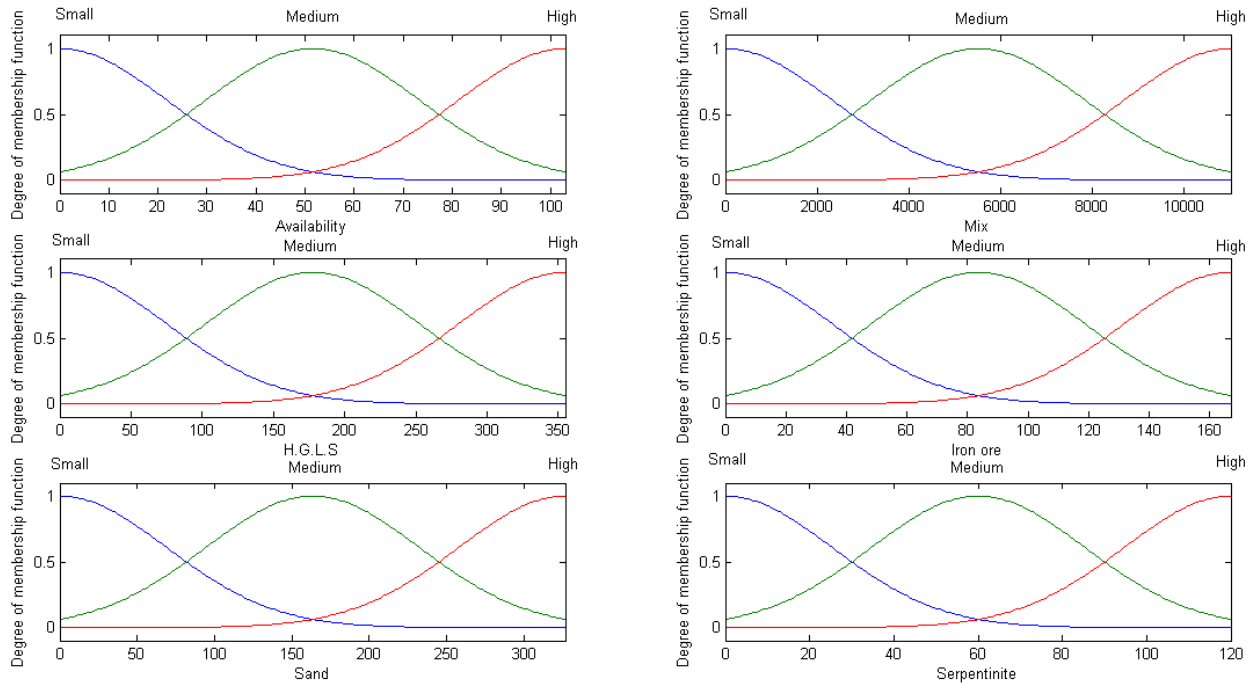 Small Medium High
Degree of membership function
1
0.5
0
0 10 20 30 40 50 60 70 80 90 100
Availability
Small Medium High
Degree of membership function
1
0.5
0
0 2000 4000 6000 8000 10000
Mix
Small Medium High
Degree of membership function
1
0.5
0
0 50 100 150 200 250 300 350
H.G.L.S
Small Medium High
Degree of membership function
1
0.5
0
0 20 40 60 80 100 120 140 160
Iron ore
Small Medium High
Degree of membership function
1
0.5
0
0 50 100 150 200 250 300
Sand
Small Medium High
Degree of membership function
1
0.5
0
0 20 40 60 80 100 120
Serpentinite